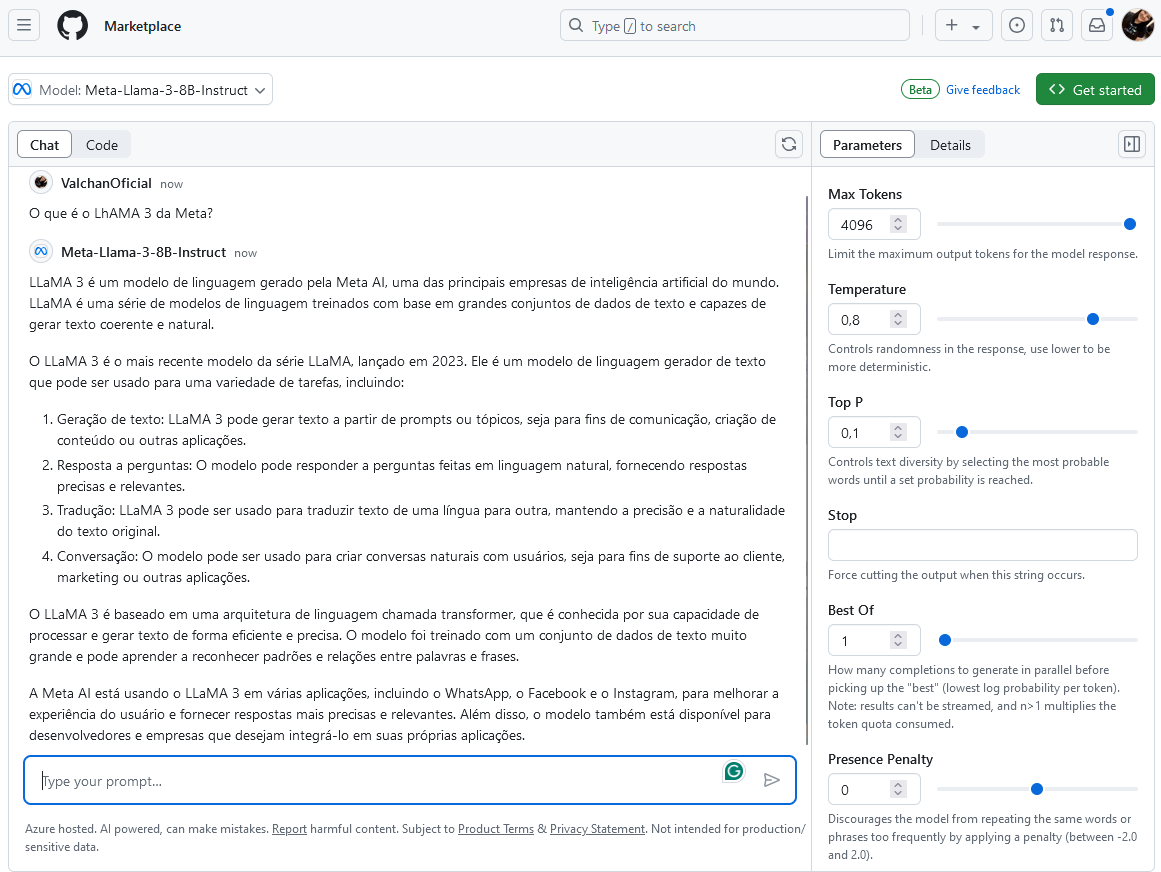 Marketplace
Type / to search
Model: Meta-Llama-3-8B-Instruct
Beta
Give feedback
Get started
Chat
Code
Parameters
Details
ValchanOficial now
O que é o LhAMA 3 da Meta?
Meta-Llama-3-8B-Instruct now
LLaMA 3 é um modelo de linguagem gerado pela Meta AI, uma das principais empresas de inteligência artificial do mundo.
LLaMA é uma série de modelos de linguagem treinados com base em grandes conjuntos de dados de texto e capazes de
gerar texto coerente e natural.
O LLaMA 3 é o mais recente modelo da série LLaMA, lançado em 2023. Ele é um modelo de linguagem gerador de texto
que pode ser usado para uma variedade de tarefas, incluindo:
1. Geração de texto: LLaMA 3 pode gerar texto a partir de prompts ou tópicos, seja para fins de comunicação, criação de
conteúdo ou outras aplicações.
2. Resposta a perguntas: O modelo pode responder a perguntas feitas em linguagem natural, fornecendo respostas
precisas e relevantes.
3. Tradução: LLaMA 3 pode ser usado para traduzir texto de uma língua para outra, mantendo a precisão e a naturalidade
do texto original.
4. Conversação: O modelo pode ser usado para criar conversas naturais com usuários, seja para fins de suporte ao cliente,
marketing ou outras aplicações.
O LLaMA 3 é baseado em uma arquitetura de linguagem chamada transformer, que é conhecida por sua capacidade de
processar e gerar texto de forma eficiente e precisa. O modelo foi treinado com um conjunto de dados de texto muito
grande e pode aprender a reconhecer padrões e relações entre palavras e frases.
A Meta AI está usando o LLaMA 3 em várias aplicações, incluindo o WhatsApp, o Facebook e o Instagram, para melhorar a
experiência do usuário e fornecer respostas mais precisas e relevantes. Além disso, o modelo também está disponível para
desenvolvedores e empresas que desejam integrá-lo em suas próprias aplicações.
Type your prompt...
Azure hosted. AI powered, can make mistakes. Report harmful content. Subject to Product Terms & Privacy Statement. Not intended for production/
sensitive data.
Max Tokens
4096
Limit the maximum output tokens for the model response.
Temperature
0,8
Controls randomness in the response, use lower to be
more deterministic.
Top P
0,1
Controls text diversity by selecting the most probable
words until a set probability is reached.
Stop
Force cutting the output when this string occurs.
Best Of
1
How many completions to generate in parallel before
picking up the "best" (lowest log probability per token).
Note: results can't be streamed, and n>1 multiplies the
token quota consumed.
Presence Penalty
0
Discourages the model from repeating the same words or
phrases too frequently by applying a penalty (between -2.0
and 2.0).